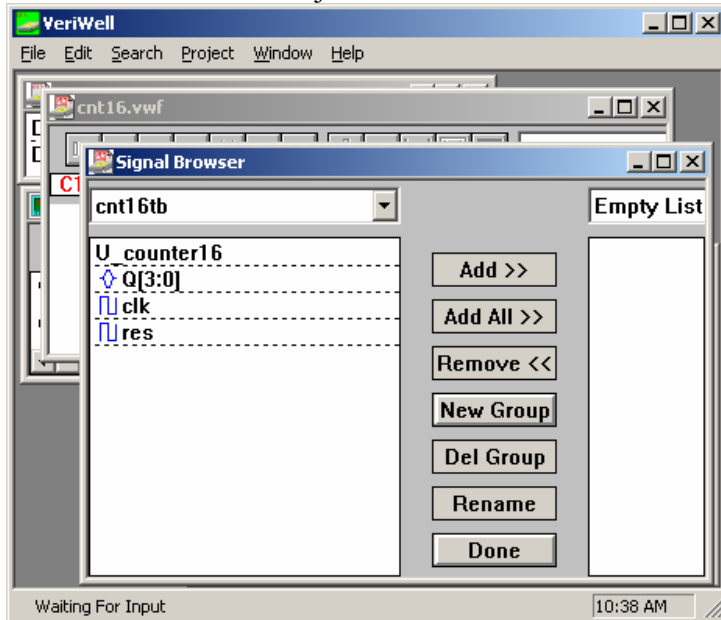 VeriWell
File Edit Search Project Window Help
cnt16.vwf
Signal Browser
C1
cnt16tb
Empty List
U_counter16
Q[3:0]
clk
res
Add >>
Add All >>
Remove <<
New Group
Del Group
Rename
Done
Waiting For Input
10:38 AM